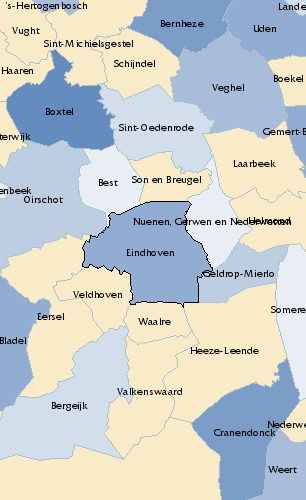 's-Hertogenbosch
Lande
Bernheze
Vught
Uden
Sint-Michielsgestel
Schijndel
Haaren
Boekel
Veghel
Boxtel
Sint-Oedenrode
Gemert-B
terwijk
Laarbeek
Best
Son en Breugel
enbeek
Oirschot
Nuenen, Gerwen en Nederwetten
Helmond
Eindhoven
Geldrop-Mierlo
Veldhoven
Somere
Eersel
Waalre
Bladel
Heeze-Leende
Valkenswaard
Bergeijk
Nederwe
Cranendonck
Weert